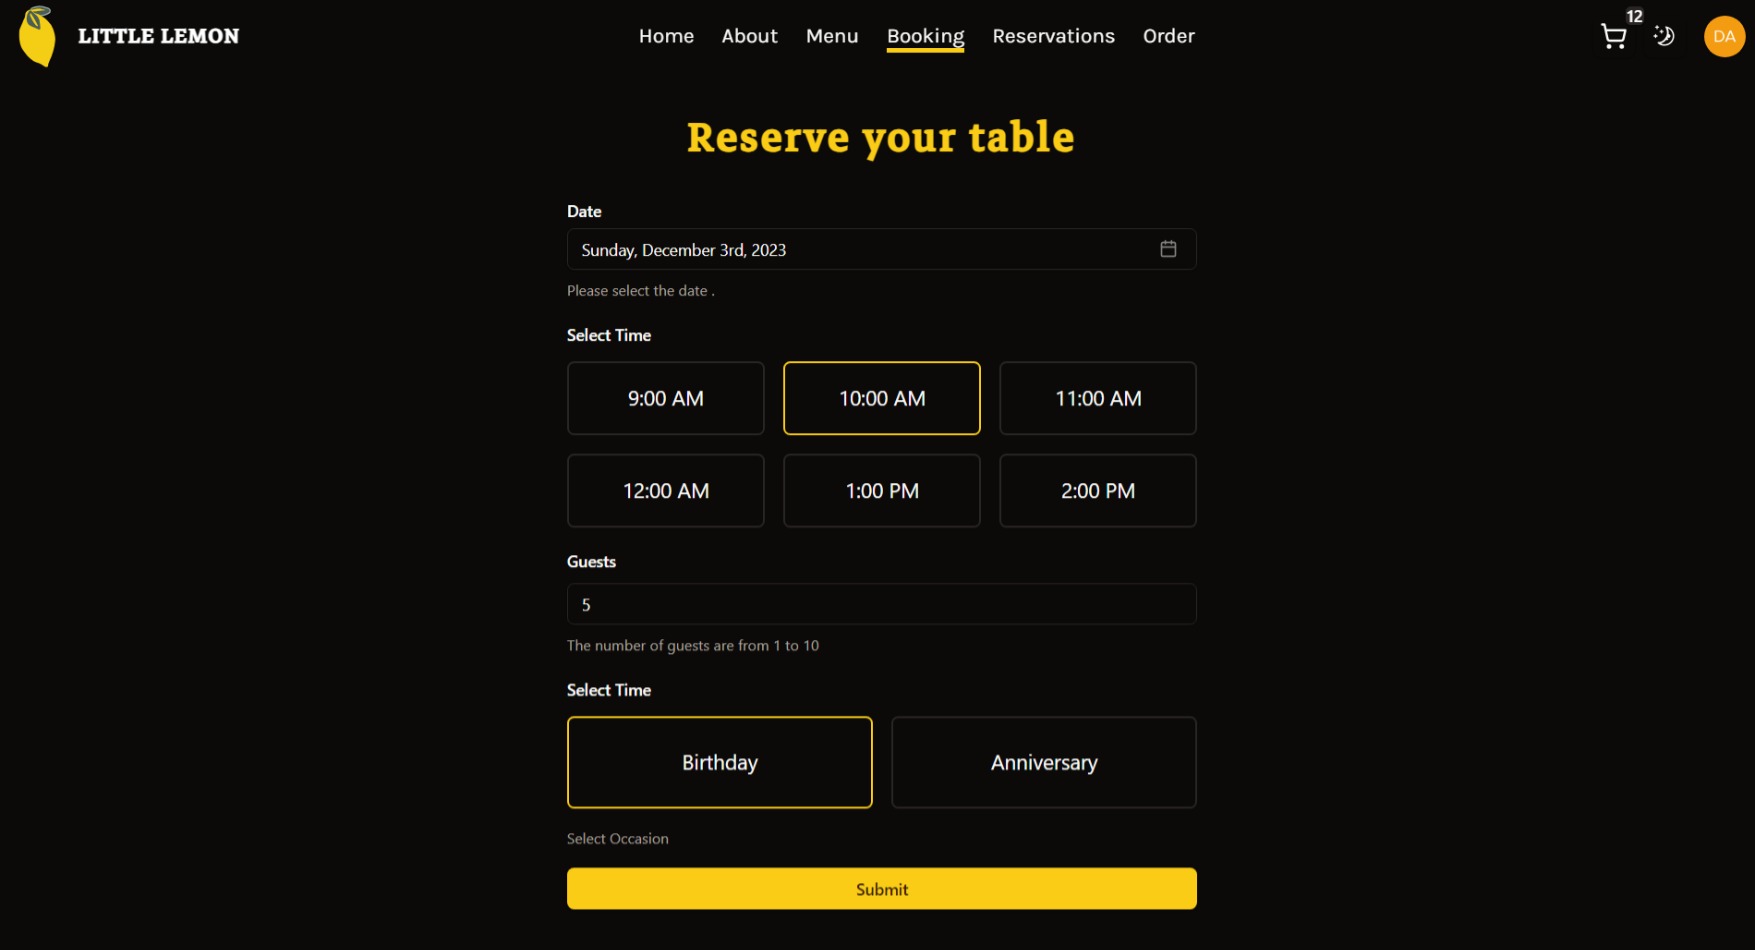 LITTLE LEMON
Home About Menu Booking Reservations Order
12
DA
Reserve your table
Date
Sunday, December 3rd, 2023
Please select the date .
Select Time
9:00 AM 10:00 AM 11:00 AM
12:00 AM 1:00 PM 2:00 PM
Guests
5
The number of guests are from 1 to 10
Select Time
Birthday Anniversary
Select Occasion
Submit